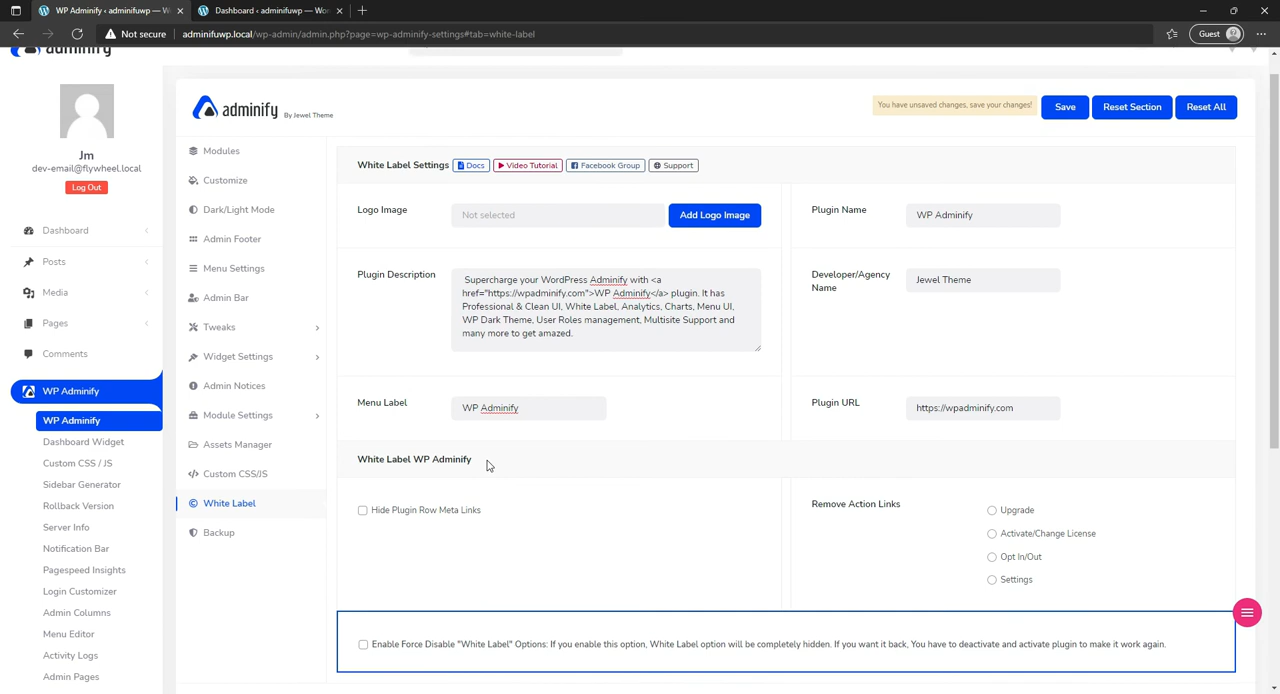 WP Adminify ‹ adminifuwp — W
Dashboard ‹ adminifuwp — Wor
Not secure
adminifuwp.local/wp-admin/admin.php?page=wp-adminify-settings#tab=white-label
Guest
adminify
Jm
dev-email@flywheel.local
Log Out
Dashboard
Posts
Media
Pages
Comments
WP Adminify
WP Adminify
Dashboard Widget
Custom CSS / JS
Sidebar Generator
Rollback Version
Server Info
Notification Bar
Pagespeed Insights
Login Customizer
Admin Columns
Menu Editor
Activity Logs
Admin Pages
adminify By Jewel Theme
You have unsaved changes, save your changes!
Save
Reset Section
Reset All
Modules
Customize
Dark/Light Mode
Admin Footer
Menu Settings
Admin Bar
Tweaks
Widget Settings
Admin Notices
Module Settings
Assets Manager
Custom CSS/JS
White Label
Backup
White Label Settings Docs Video Tutorial Facebook Group Support
Logo Image
Not selected
Add Logo Image
Plugin Name
WP Adminify
Plugin Description
Supercharge your WordPress Adminify with <a
href="https://wpadminify.com">WP Adminify</a> plugin. It has
Professional & Clean UI, White Label, Analytics, Charts, Menu UI,
WP Dark Theme, User Roles management, Multisite Support and
many more to get amazed.
Developer/Agency
Name
Jewel Theme
Menu Label
WP Adminify
Plugin URL
https://wpadminify.com
White Label WP Adminify
Hide Plugin Row Meta Links
Remove Action Links
Upgrade
Activate/Change License
Opt In/Out
Settings
Enable Force Disable "White Label" Options: If you enable this option, White Label option will be completely hidden. If you want it back, You have to deactivate and activate plugin to make it work again.